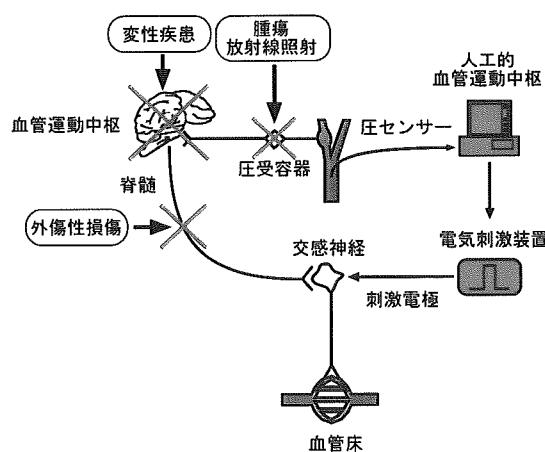 変性疾患
腫瘍
放射線照射
人工的
血管運動中枢
血管運動中枢
圧センサー
圧受容器
脊髄
外傷性損傷
交感神経
電気刺激装置
刺激電極
血管床